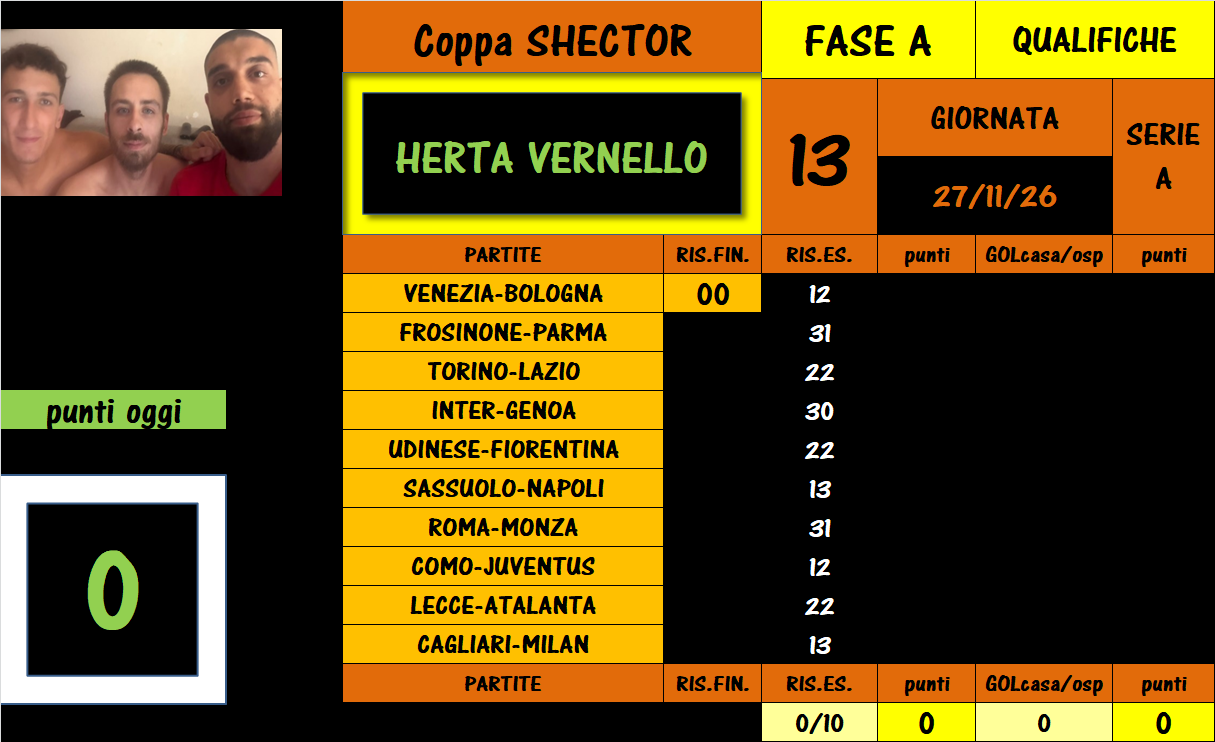 Coppa SHECTOR
FASE A
QUALIFICHE
HERTA VERNELLO
13
GIORNATA
27/11/26
SERIE
A
PARTITE RIS.FIN. RIS.ES. punti GOLcasa/osp punti
VENEZIA-BOLOGNA 00 12
FROSINONE-PARMA 31
TORINO-LAZIO 22
INTER-GENOA 30
UDINESE-FIORENTINA 22
SASSUOLO-NAPOLI 13
ROMA-MONZA 31
COMO-JUVENTUS 12
LECCE-ATALANTA 22
CAGLIARI-MILAN 13
PARTITE RIS.FIN. RIS.ES. punti GOLcasa/osp punti
0/10 0 0 0
punti oggi
0